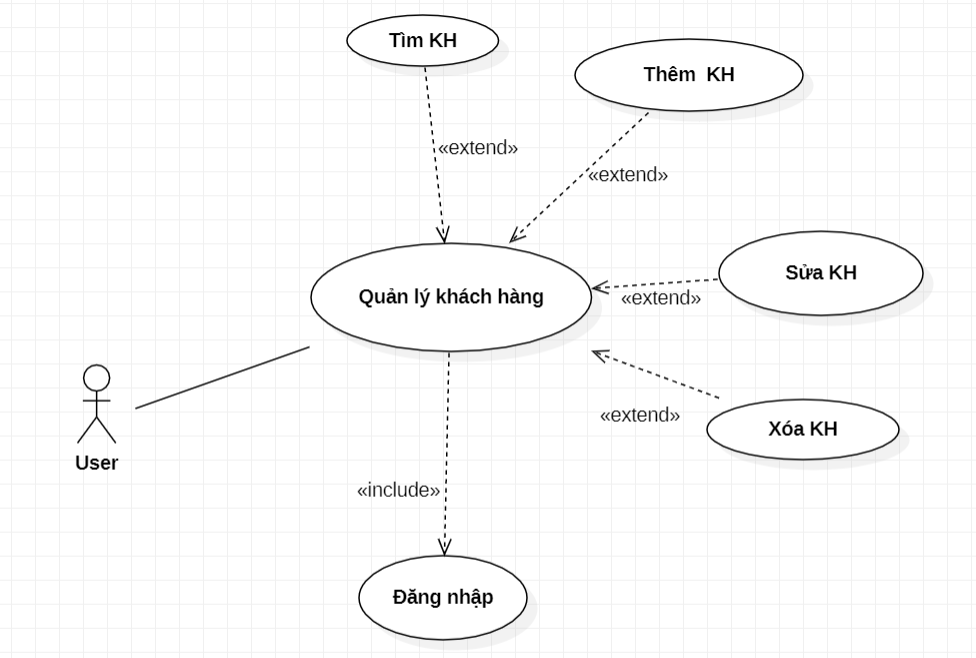 Tìm KH
Thêm  KH
«extend»
«extend»
Sửa KH
Quản lý khách hàng
«extend»
«extend»
Xóa KH
User
«include»
Đăng nhập